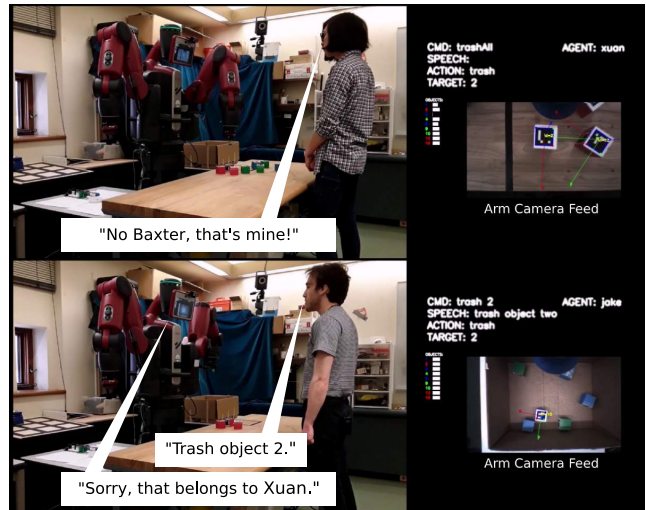 CMD: trashAll
AGENT: xuan
SPEECH:
ACTION: trash
TARGET: 2
OBJECTS:
Arm Camera Feed
"No Baxter, that's mine!"
CMD: trash 2
AGENT: jake
SPEECH: trash object two
ACTION: trash
TARGET: 2
OBJECTS:
Arm Camera Feed
"Trash object 2."
"Sorry, that belongs to Xuan."